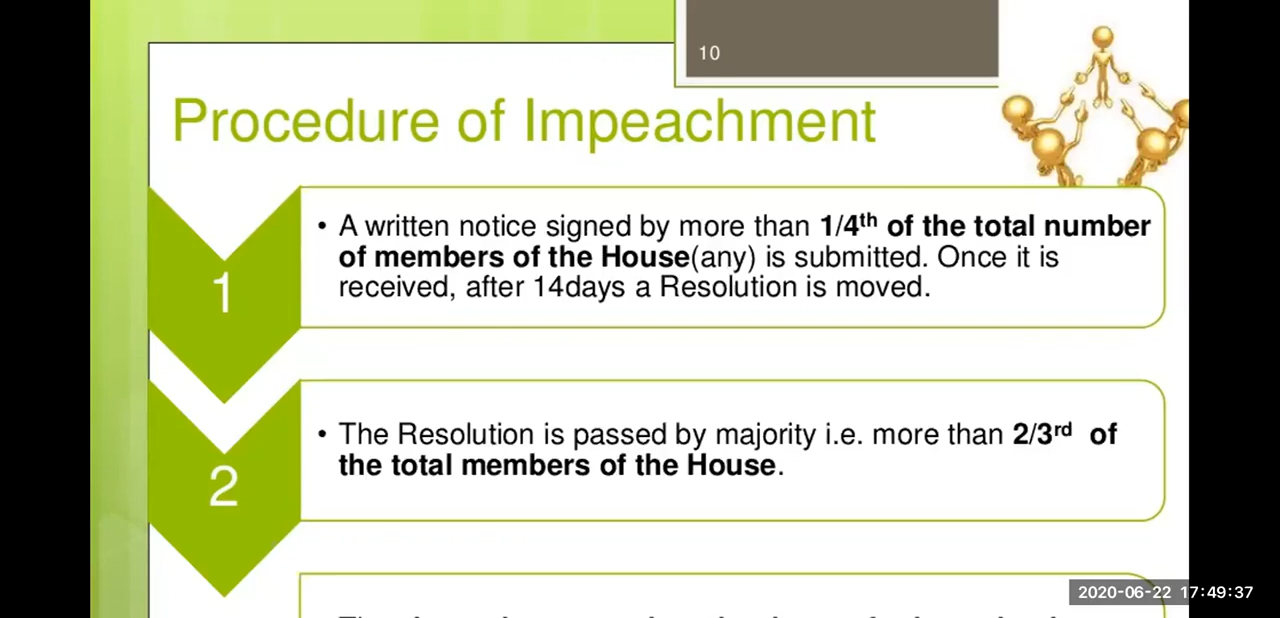 10
Procedure of Impeachment
1
• A written notice signed by more than 1/4th of the total number
of members of the House(any) is submitted. Once it is
received, after 14days a Resolution is moved.
2
• The Resolution is passed by majority i.e. more than 2/3rd of
the total members of the House.
2020-06-22 17:49:37